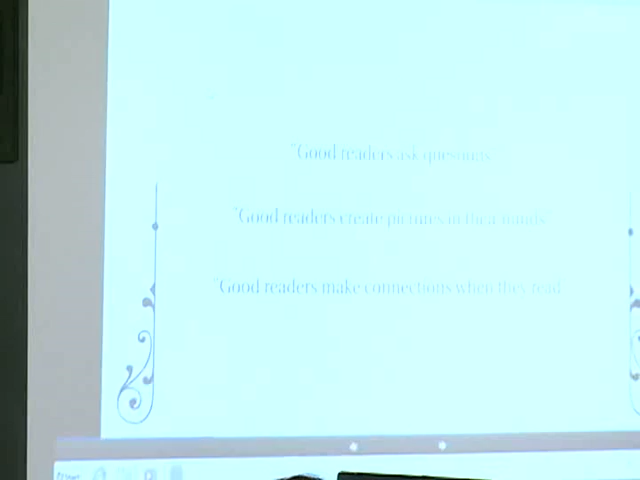 "Good readers ask questions"
"Good readers create pictures in their minds"
"Good readers make connections when they read